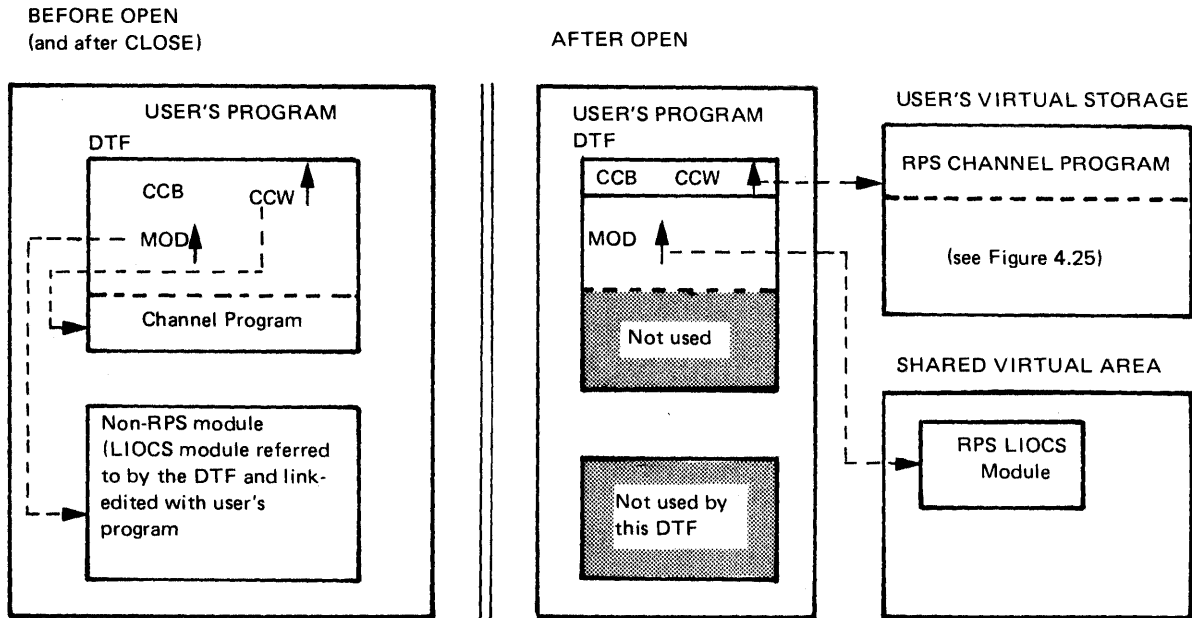 BEFORE OPEN
(and after CLOSE)
USER'S PROGRAM
DTF
CCB
CCW
MOD
Channel Program
Non-RPS module
(LIOCS module referred
to by the DTF and link-
edited with user's
program
AFTER OPEN
USER'S PROGRAM
DTF
CCB CCW
MOD
Not used
Not used by
this DTF
USER'S VIRTUAL STORAGE
RPS CHANNEL PROGRAM
(see Figure 4.25)
SHARED VIRTUAL AREA
RPS LIOCS
Module